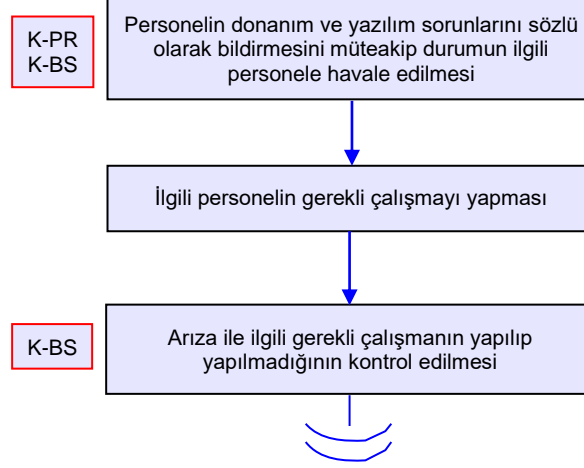 K-PR
K-BS
Personelin donanım ve yazılım sorunlarını sözlü
olarak bildirmesini müteakip durumun ilgili
personele havale edilmesi
İlgili personelin gerekli çalışmayı yapması
K-BS
Arıza ile ilgili gerekli çalışmanın yapılıp
yapılmadığının kontrol edilmesi